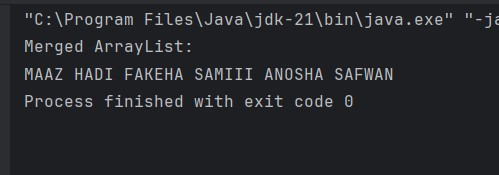 "C:\Program Files\Java\jdk-21\bin\java.exe" "-ja
Merged ArrayList:
MAAZ HADI FAKEHA SAMIII ANOSHA SAFWAN
Process finished with exit code 0